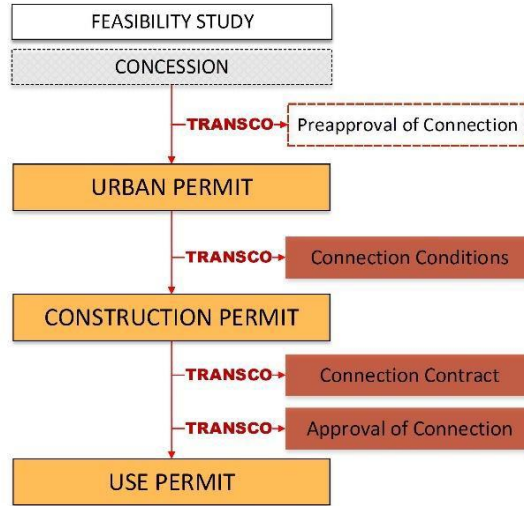 FEASIBILITY STUDY
CONCESSION
TRANSCO
Preapproval of Connection
URBAN PERMIT
TRANSCO
Connection Conditions
CONSTRUCTION PERMIT
TRANSCO
Connection Contract
TRANSCO
Approval of Connection
USE PERMIT